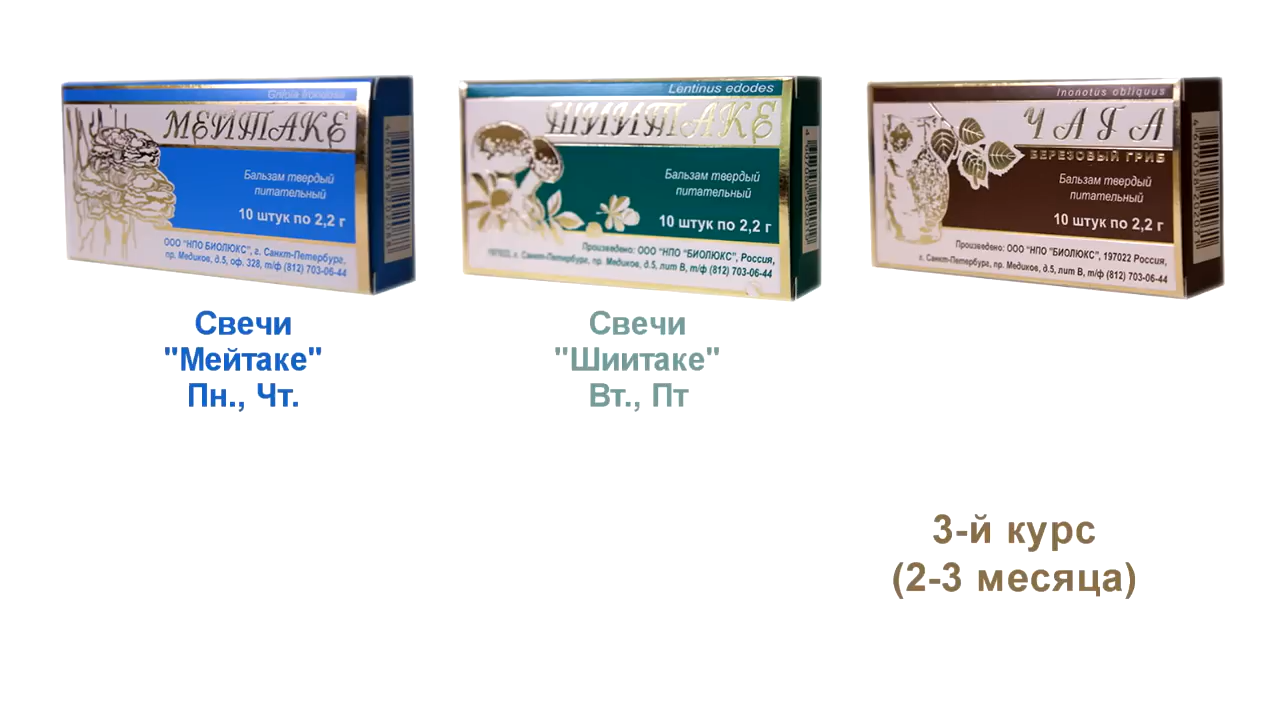 Grifola frondosa
МЕЙТАКЕ
Бальзам твердый
питательный
10 штук по 2,2 г
ООО "НПО БИОЛЮКС", г. Санкт-Петербург,
пр. Медиков, д.5, оф. 328, т/ф (812) 703-06-44
Свечи
"Мейтаке"
Пн., Чт.
Lentinus edodes
ШИИТАКЕ
Бальзам твердый
питательный
10 штук по 2,2 г
Произведено: ООО "НПО "БИОЛЮКС", Россия,
197022, г. Санкт-Петербург, пр. Медиков, д.5, лит В, т/ф (812) 703-06-44
Свечи
"Шиитаке"
Вт., Пт
Inonotus obliquus
ЧАГА
БЕРЕЗОВЫЙ ГРИБ
Бальзам твердый
питательный
10 штук по 2,2 г
Произведено: ООО "НПО "БИОЛЮКС", 197022 Россия,
г. Санкт-Петербург, пр. Медиков, д.5, лит В, т/ф (812) 703-06-44
3-й курс
(2-3 месяца)